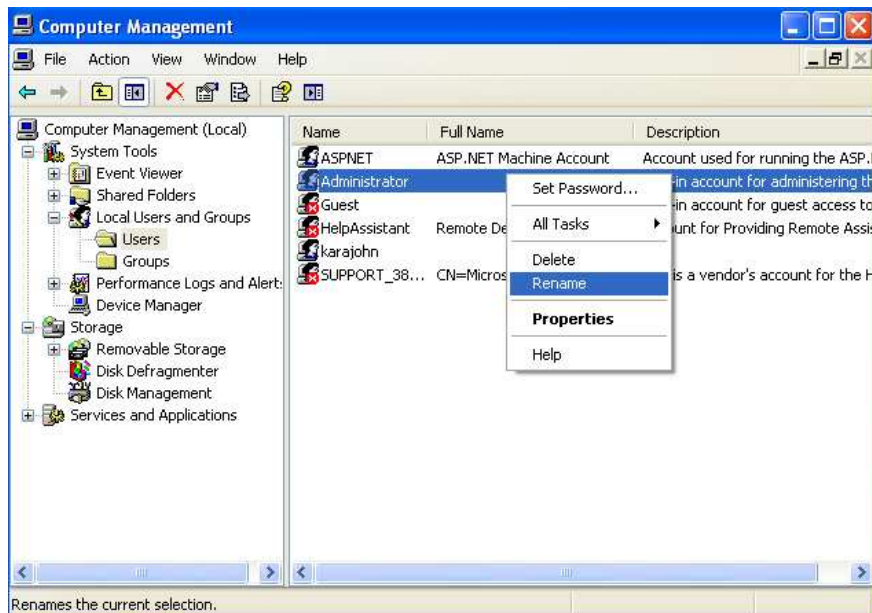 Computer Management
File Action View Window Help
Computer Management (Local)
System Tools
Event Viewer
Shared Folders
Local Users and Groups
Users
Groups
Performance Logs and Alert
Device Manager
Storage
Removable Storage
Disk Defragmenter
Disk Management
Services and Applications
Name Full Name Description
ASPNET ASP.NET Machine Account Account used for running the ASP.
Administrator -in account for administering th
Guest -in account for guest access to
HelpAssistant Remote De unt for Providing Remote Assis
karajohn
SUPPORT_38... CN=Micros is a vendor's account for the H
Set Password...
All Tasks
Delete
Rename
Properties
Help
Renames the current selection.